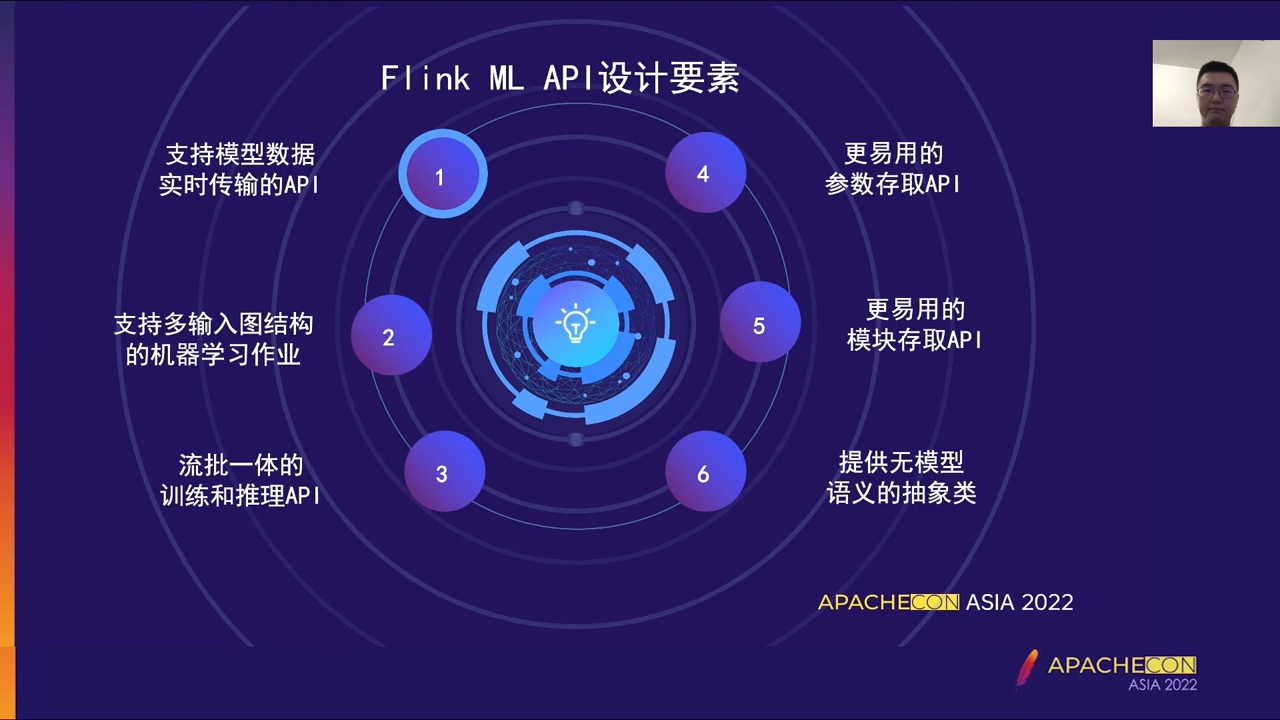 Flink ML API设计要素
支持模型数据
实时传输的API
1
支持多输入图结构
的机器学习作业
2
流批一体的
训练和推理API
3
4
更易用的
参数存取API
5
更易用的
模块存取API
6
提供无模型
语义的抽象类
APACHECON ASIA 2022
APACHECON
ASIA 2022